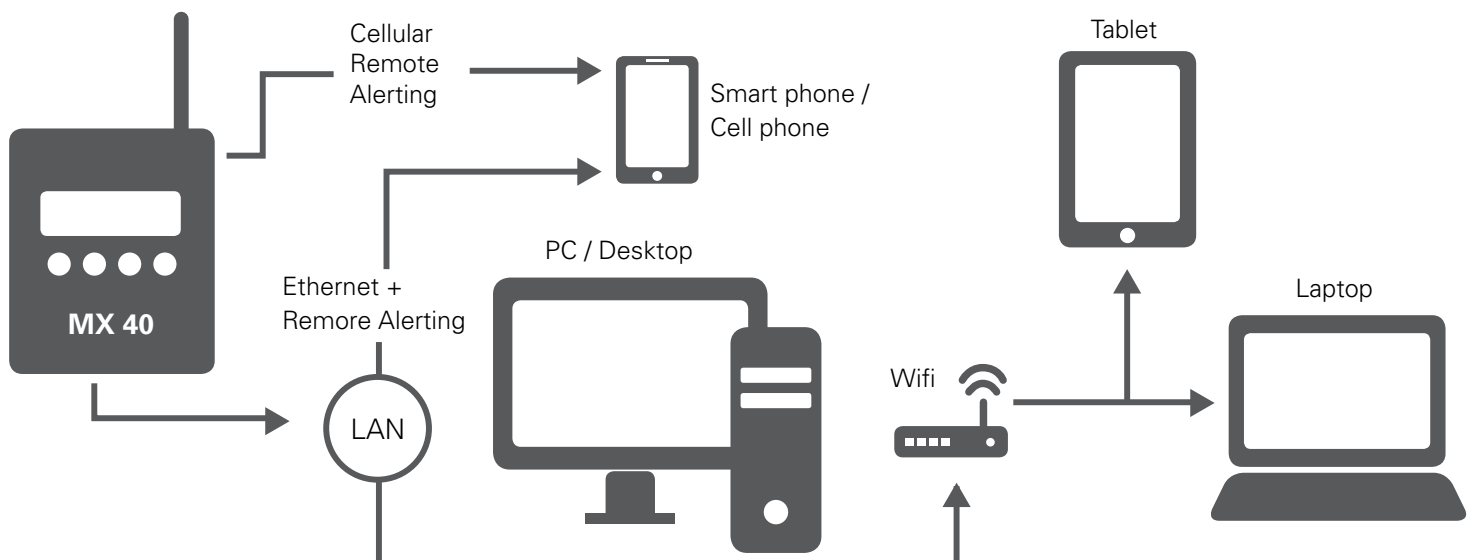 Cellular
Remote
Alerting
Smart phone /
Cell phone
Tablet
PC / Desktop
Ethernet +
Remore Alerting
MX 40
LAN
Wifi
Laptop